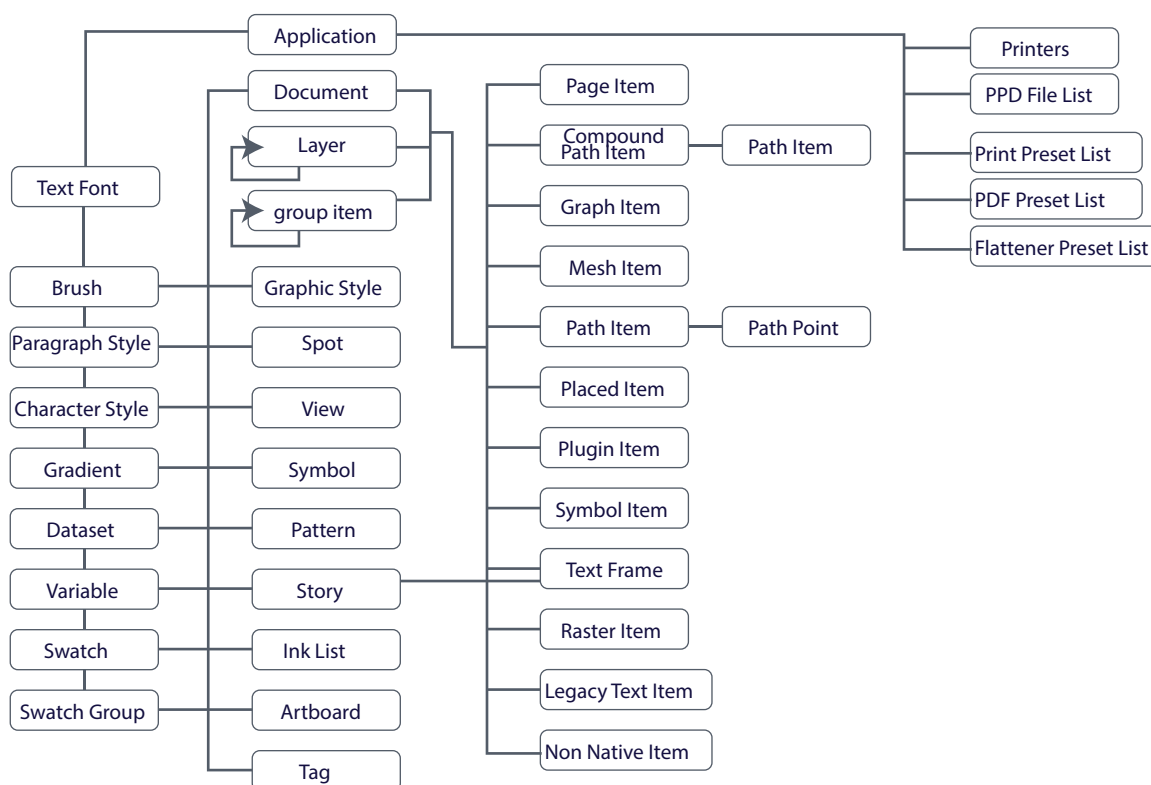 Application
Printers
Document
Page Item
PPD File List
Layer
Compound
Path Item
Path Item
Print Preset List
Text Font
group item
Graph Item
PDF Preset List
Flattener Preset List
Mesh Item
Brush
Graphic Style
Paragraph Style
Spot
Path Item
Path Point
Placed Item
Character Style
View
Plugin Item
Gradient
Symbol
Symbol Item
Dataset
Pattern
Text Frame
Variable
Story
Raster Item
Swatch
Ink List
Legacy Text Item
Swatch Group
Artboard
Non Native Item
Tag